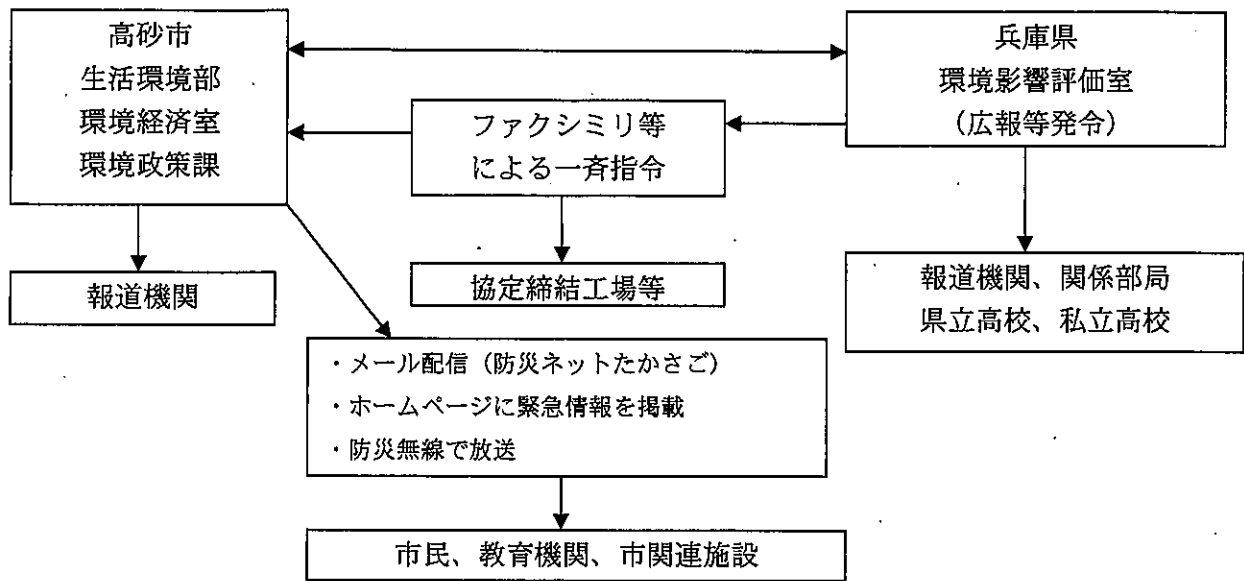 高砂市
生活環境部
環境経済室
環境政策課
兵庫県
環境影響評価室
（広報等発令）
ファクシミリ等
による一斉指令
報道機関
協定締結工場等
報道機関、関係部局
県立高校、私立高校
・メール配信（防災ネットたかさご）
・ホームページに緊急情報を掲載
・防災無線で放送
市民、教育機関、市関連施設